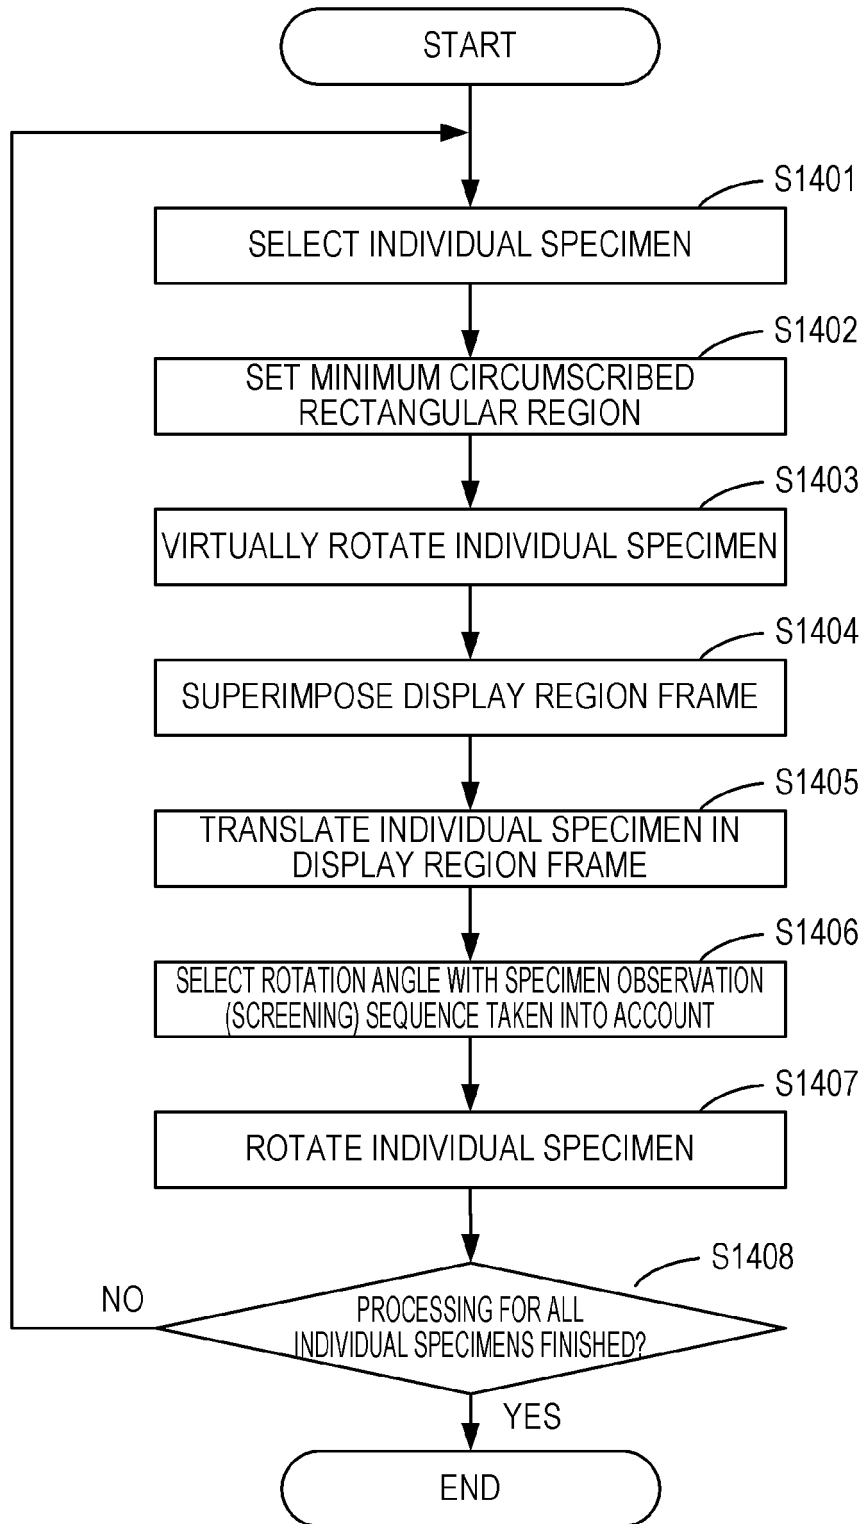 START
S1401
SELECT INDIVIDUAL SPECIMEN
S1402
SET MINIMUM CIRCUMSCRIBED
RECTANGULAR REGION
S1403
VIRTUALLY ROTATE INDIVIDUAL SPECIMEN
S1404
SUPERIMPOSE DISPLAY REGION FRAME
S1405
TRANSLATE INDIVIDUAL SPECIMEN IN
DISPLAY REGION FRAME
S1406
SELECT ROTATION ANGLE WITH SPECIMEN OBSERVATION
(SCREENING) SEQUENCE TAKEN INTO ACCOUNT
S1407
ROTATE INDIVIDUAL SPECIMEN
S1408
NO
PROCESSING FOR ALL
INDIVIDUAL SPECIMENS FINISHED?
YES
END